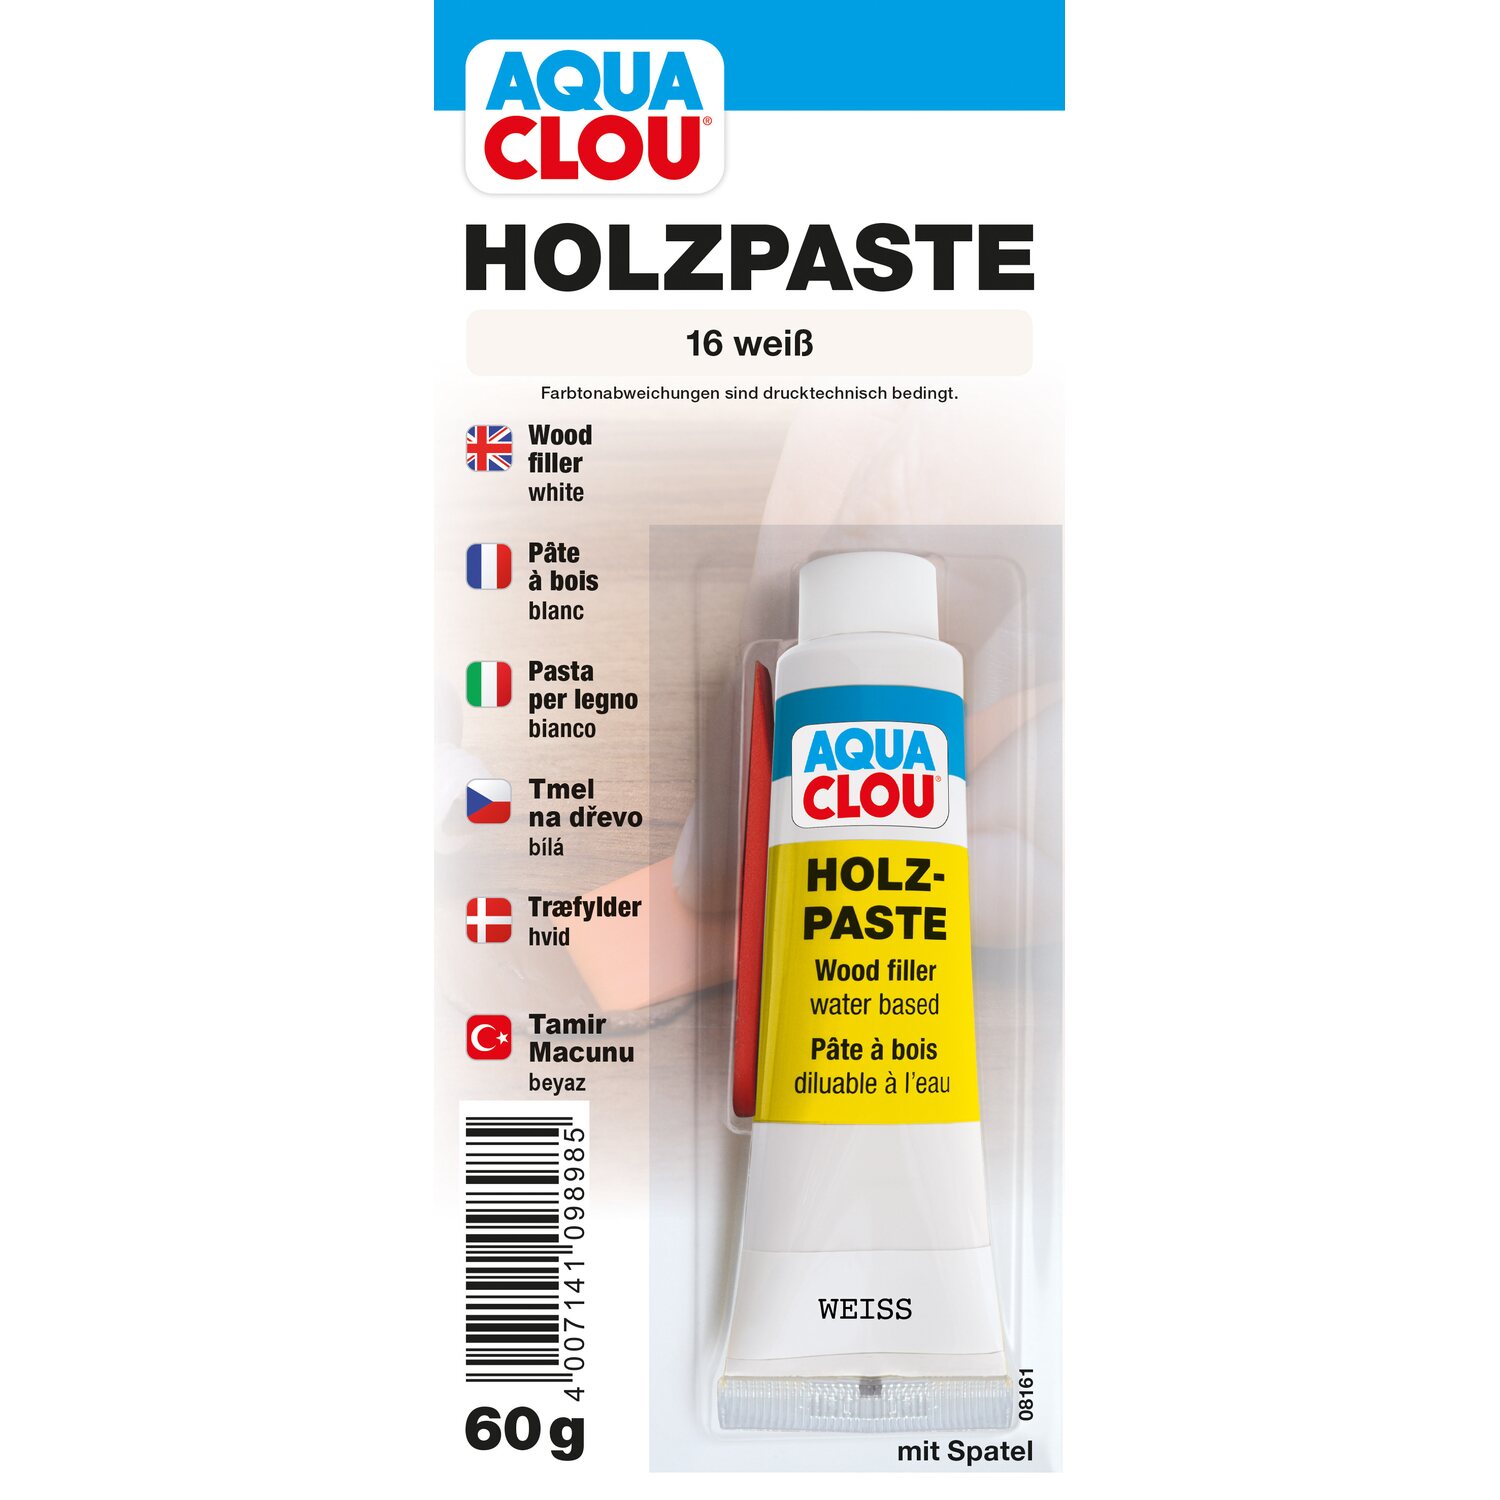 AQUA
CLOU®
HOLZPASTE
16 weiß
Farbtonabweichungen sind drucktechnisch bedingt.
Wood
filler
white
Pâte
à bois
blanc
Pasta
per legno
bianco
Tmel
na dřevo
bílá
Træfylder
hvid
Tamir
Macunu
beyaz
4 007141 098985
60g
AQUA
CLOU®
HOLZ-
PASTE
Wood filler
water based
Pâte à bois
diluable à l'eau
WEISS
08161
mit Spatel